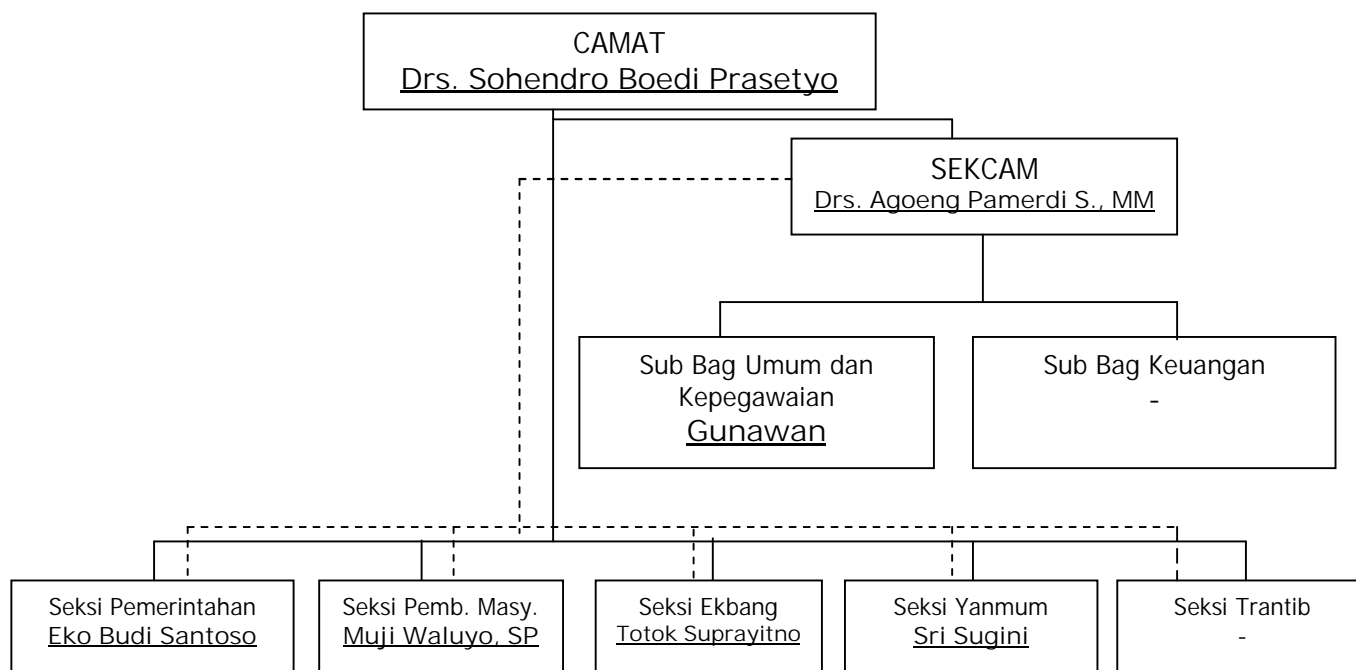 CAMAT
Drs. Sohendro Boedi Prasetyo
SEKCAM
Drs. Agoeng Pamerdi S., MM
Sub Bag Umum dan
Kepegawaian
Gunawan
Sub Bag Keuangan
-
Seksi Pemerintahan
Eko Budi Santoso
Seksi Pemb. Masy.
Muji Waluyo, SP
Seksi Ekbang
Totok Suprayitno
Seksi Yanmum
Sri Sugini
Seksi Trantib
-